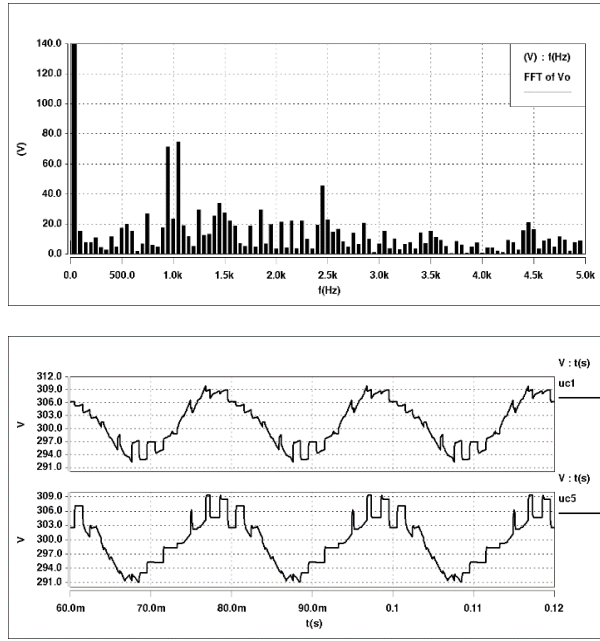 140.0
(V) : f(Hz)
FFT of Vo
120.0
100.0
80.0
(V)
60.0
40.0
20.0
0.0
0.0 500.0 1.0k 1.5k 2.0k 2.5k 3.0k 3.5k 4.0k 4.5k 5.0k
f(Hz)
V : t(s)
uc1
312.0
309.0
306.0
303.0
V
300.0
297.0
294.0
291.0
V : t(s)
uc5
309.0
306.0
303.0
300.0
V
297.0
294.0
291.0
60.0m 70.0m 80.0m 90.0m 0.1 0.11 0.12
t(s)